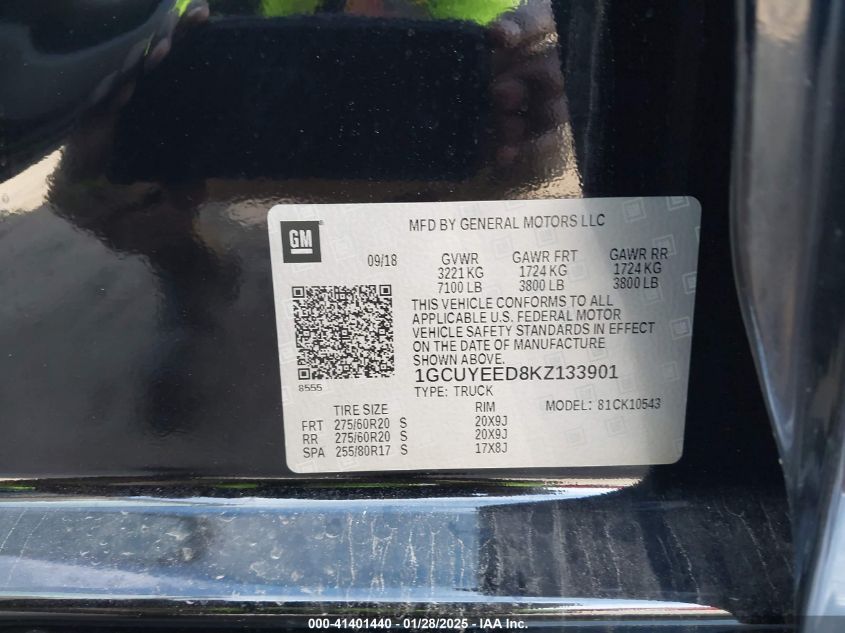 GM
MFD BY GENERAL MOTORS LLC
09/18 GVWR GAWR FRT GAWR RR
3221 KG 1724 KG 1724 KG
7100 LB 3800 LB 3800 LB
THIS VEHICLE CONFORMS TO ALL
APPLICABLE U.S. FEDERAL MOTOR
VEHICLE SAFETY STANDARDS IN EFFECT
ON THE DATE OF MANUFACTURE
SHOWN ABOVE.
8555
1GCUYEED8KZ133901
TYPE: TRUCK
MODEL: 81CK10543
TIRE SIZE RIM
FRT 275/60R20 S 20X9J
RR 275/60R20 S 20X9J
SPA 255/80R17 S 17X8J
000-41401440 - 01/28/2025 - IAA Inc.